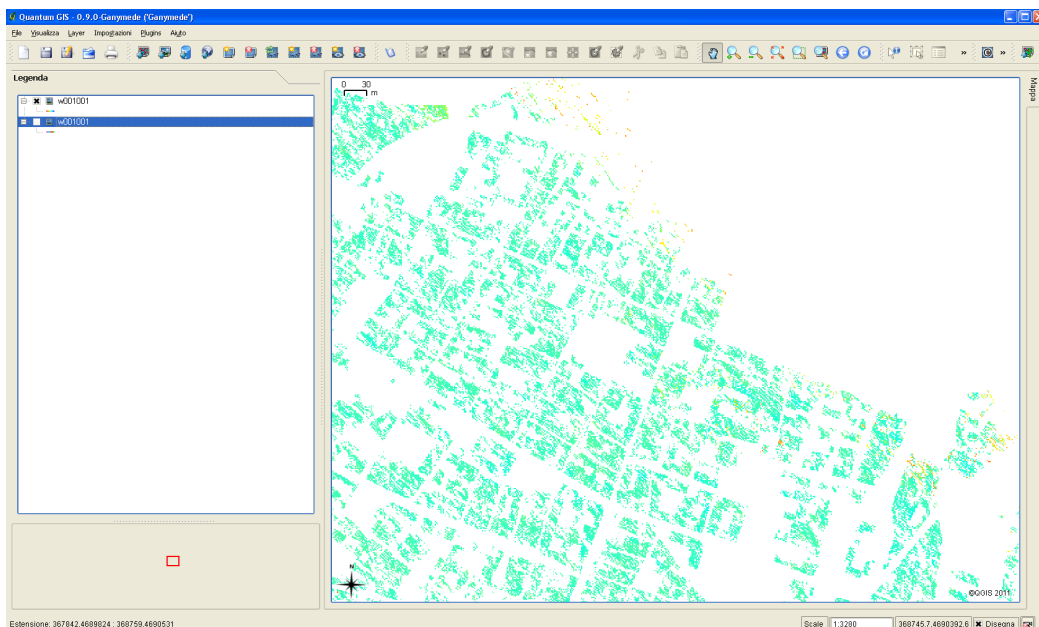 Quantum GIS - 0.9.0-Ganymede ('Ganymede')
File Visualizza Layer Impostazioni Plugins Aiuto
» »
Legenda
w001001
w001001
0 30
m
Mappa
N
©QGIS 2011
Estensione: 367842,4689824 : 368759,4690531
Scale 1:3280 368745.7,4690392.6 Disegna